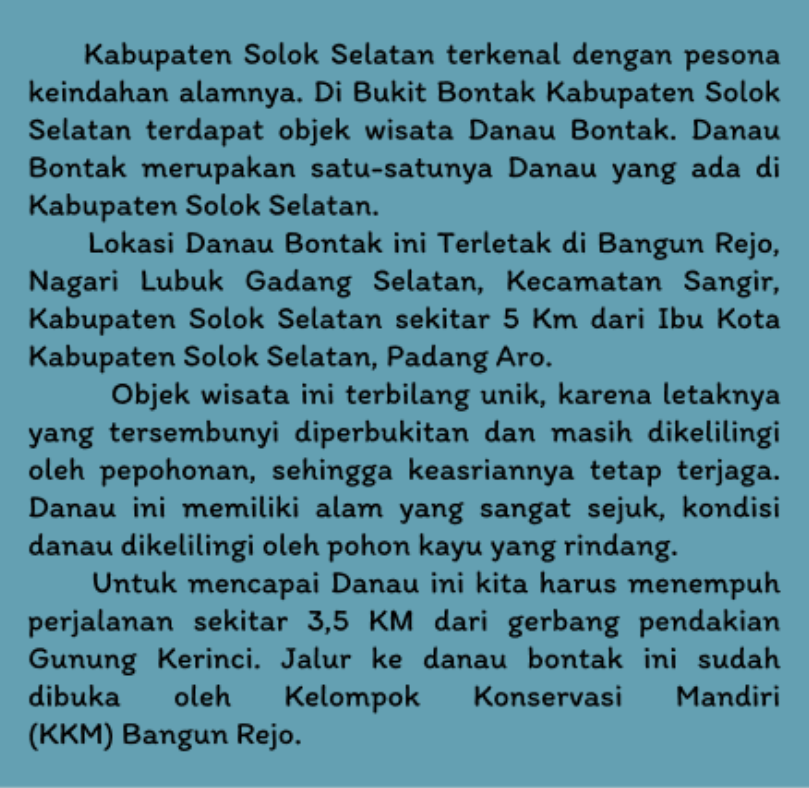 Kabupaten Solok Selatan terkenal dengan pesona
keindahan alamnya. Di Bukit Bontak Kabupaten Solok
Selatan terdapat objek wisata Danau Bontak. Danau
Bontak merupakan satu-satunya Danau yang ada di
Kabupaten Solok Selatan.
Lokasi Danau Bontak ini Terletak di Bangun Rejo,
Nagari Lubuk Gadang Selatan, Kecamatan Sangir,
Kabupaten Solok Selatan sekitar 5 Km dari Ibu Kota
Kabupaten Solok Selatan, Padang Aro.
Objek wisata ini terbilang unik, karena letaknya
yang tersembunyi diperbukitan dan masih dikelilingi
oleh pepohonan, sehingga keasriannya tetap terjaga.
Danau ini memiliki alam yang sangat sejuk, kondisi
danau dikelilingi oleh pohon kayu yang rindang.
Untuk mencapai Danau ini kita harus menempuh
perjalanan sekitar 3,5 KM dari gerbang pendakian
Gunung Kerinci. Jalur ke danau bontak ini sudah
dibuka oleh Kelompok Konservasi Mandiri
(KKM) Bangun Rejo.